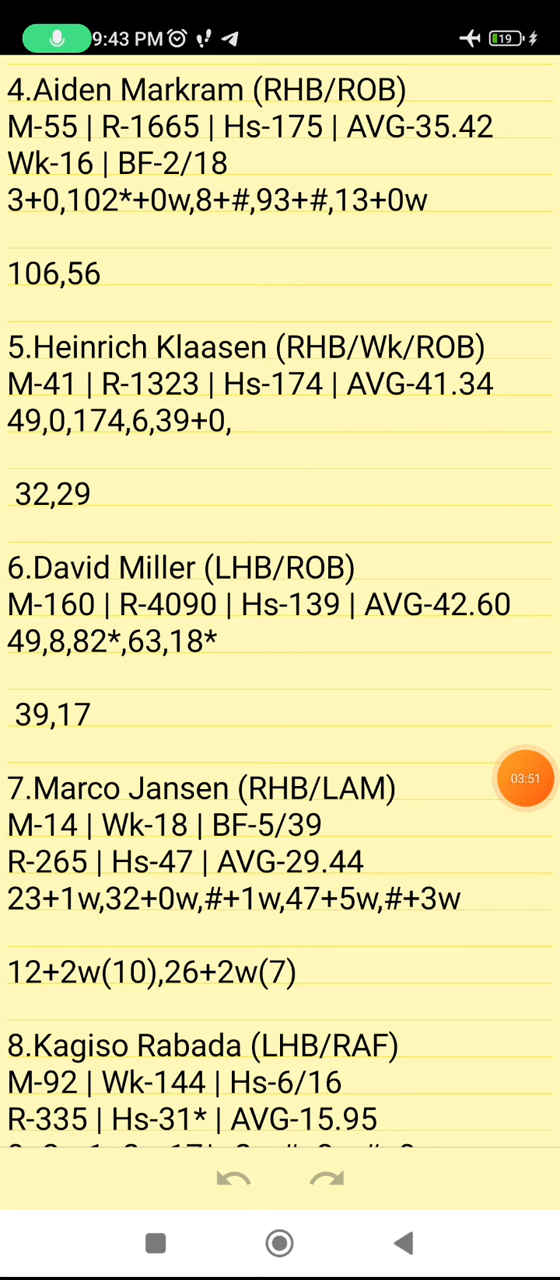 9:43 PM
19
4.Aiden Markram (RHB/ROB)
M-55 | R-1665 | Hs-175 | AVG-35.42
Wk-16 | BF-2/18
3+0,102*+0w,8+#,93+#,13+0w
106,56
5.Heinrich Klaasen (RHB/Wk/ROB)
M-41 | R-1323 | Hs-174 | AVG-41.34
49,0,174,6,39+0,
32,29
6.David Miller (LHB/ROB)
M-160 | R-4090 | Hs-139 | AVG-42.60
49,8,82*,63,18*
39,17
03:51
7.Marco Jansen (RHB/LAM)
M-14 | Wk-18 | BF-5/39
R-265 | Hs-47 | AVG-29.44
23+1w,32+0w,#+1w,47+5w,#+3w
12+2w(10),26+2w(7)
8.Kagiso Rabada (LHB/RAF)
M-92 | Wk-144 | Hs-6/16
R-335 | Hs-31* | AVG-15.95